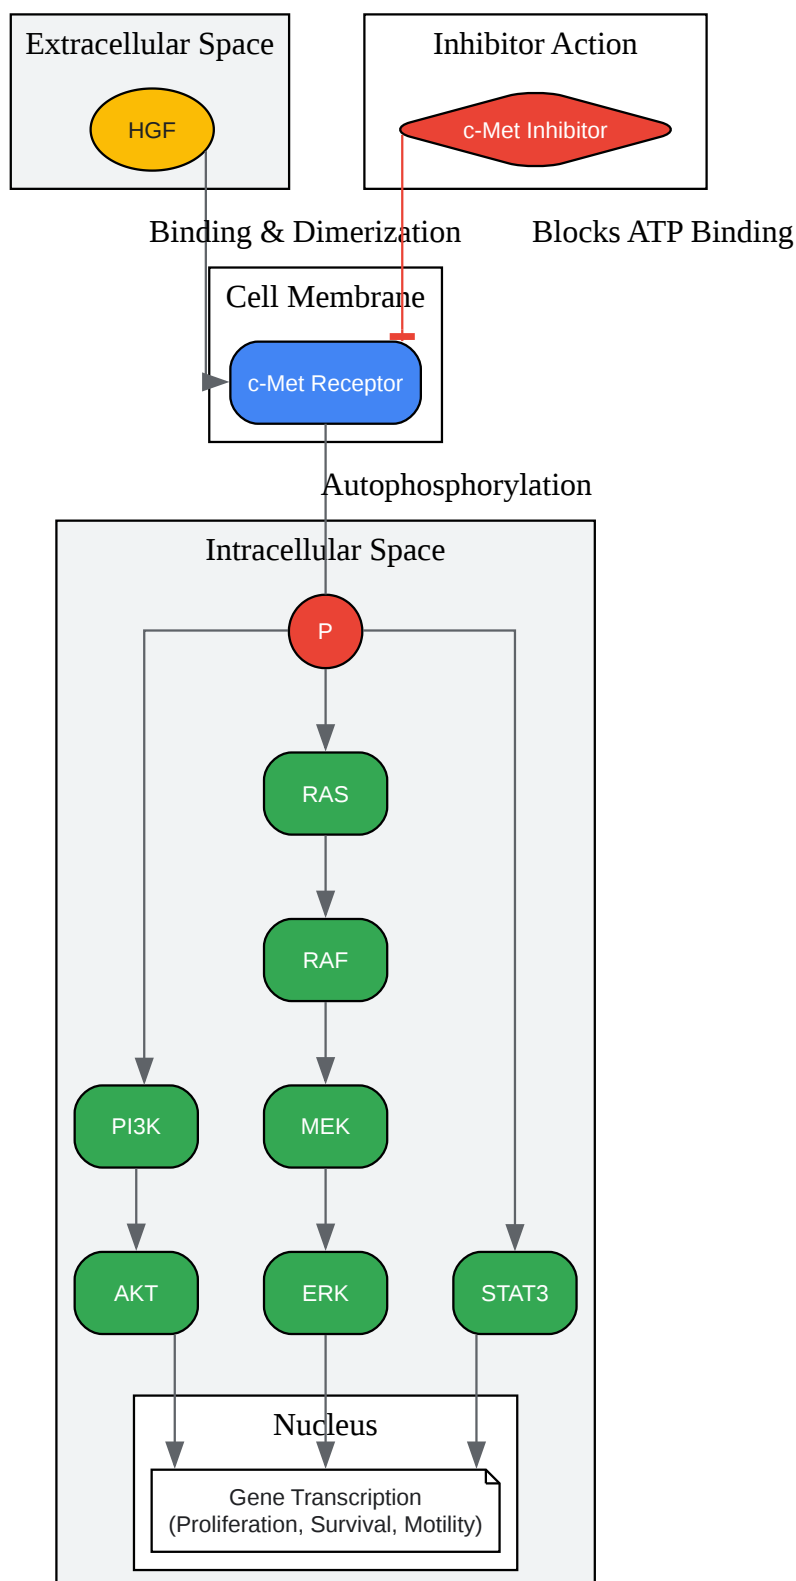 Extracellular Space
Inhibitor Action
HGF
c-Met Inhibitor
Binding & Dimerization
Blocks ATP Binding
Cell Membrane
c-Met Receptor
Autophosphorylation
Intracellular Space
P
RAS
RAF
PI3K
MEK
AKT
ERK
STAT3
Nucleus
Gene Transcription
(Proliferation, Survival, Motility)